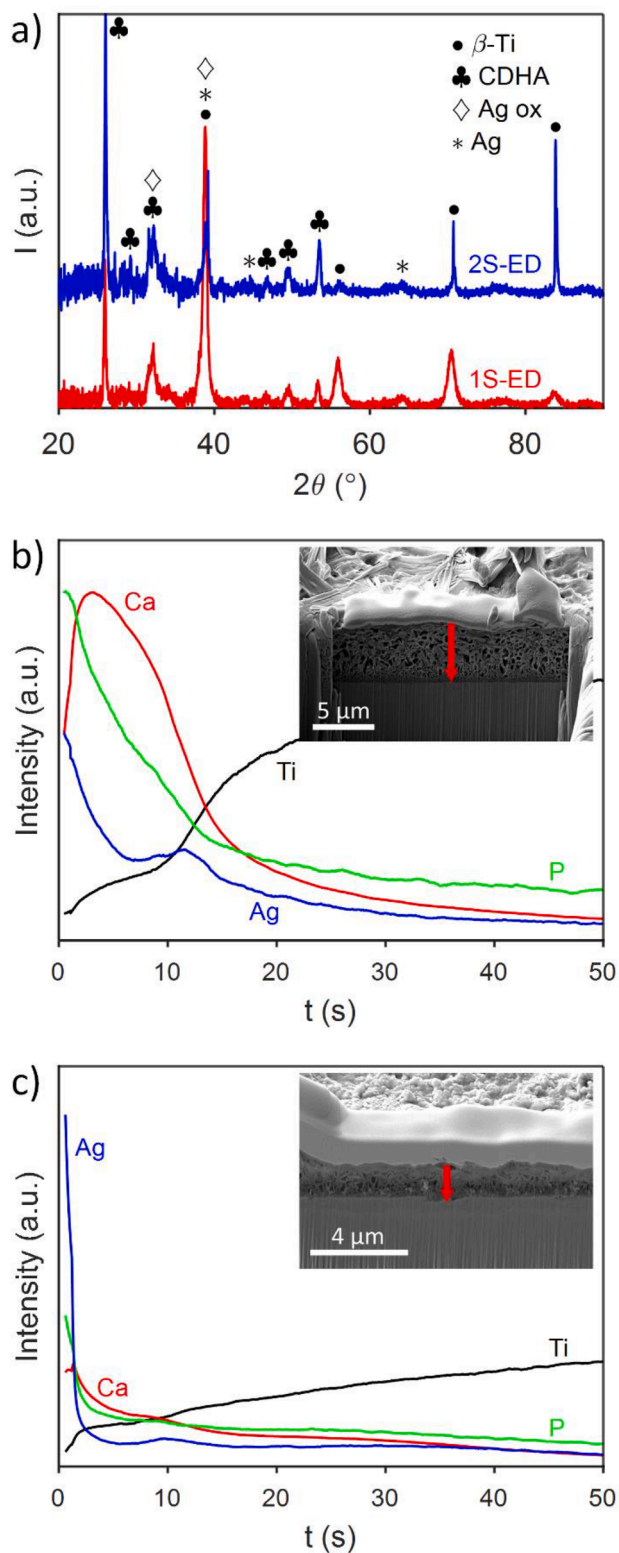 a)
● β-Ti
♣ CDHA
◇ Ag ox
* Ag
I (a.u.)
2S-ED
1S-ED
20 40 60 80
2θ (°)
b)
Ca
5 μm
Ti
Intensity (a.u.)
P
Ag
0 10 20 30 40 50
t (s)
c)
Ag
4 μm
Intensity (a.u.)
Ti
Ca
P
0 10 20 30 40 50
t (s)